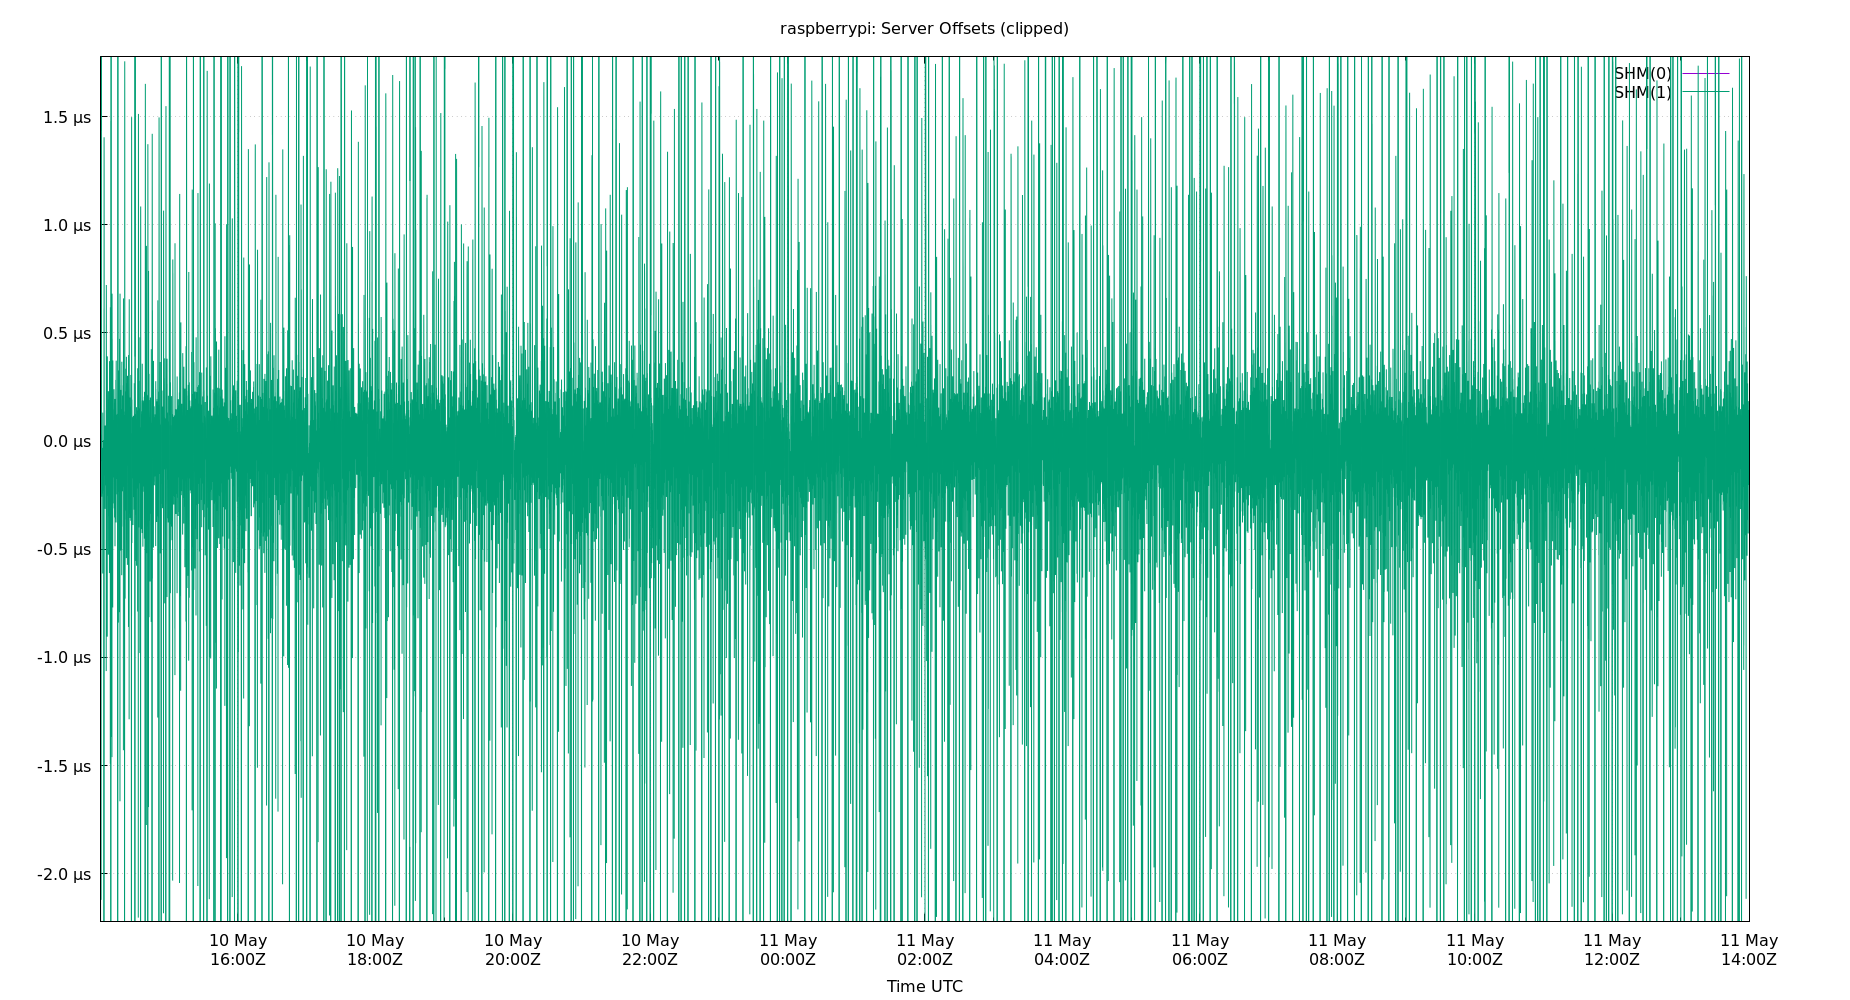 raspberrypi: Server Offsets (clipped)
SHM(0)
SHM(1)
1.5 µs
1.0 µs
0.5 µs
0.0 µs
-0.5 µs
-1.0 µs
-1.5 µs
-2.0 µs
10 May 10 May 10 May 10 May 11 May 11 May 11 May 11 May 11 May 11 May 11 May 11 May
16:00Z 18:00Z 20:00Z 22:00Z 00:00Z 02:00Z 04:00Z 06:00Z 08:00Z 10:00Z 12:00Z 14:00Z
Time UTC